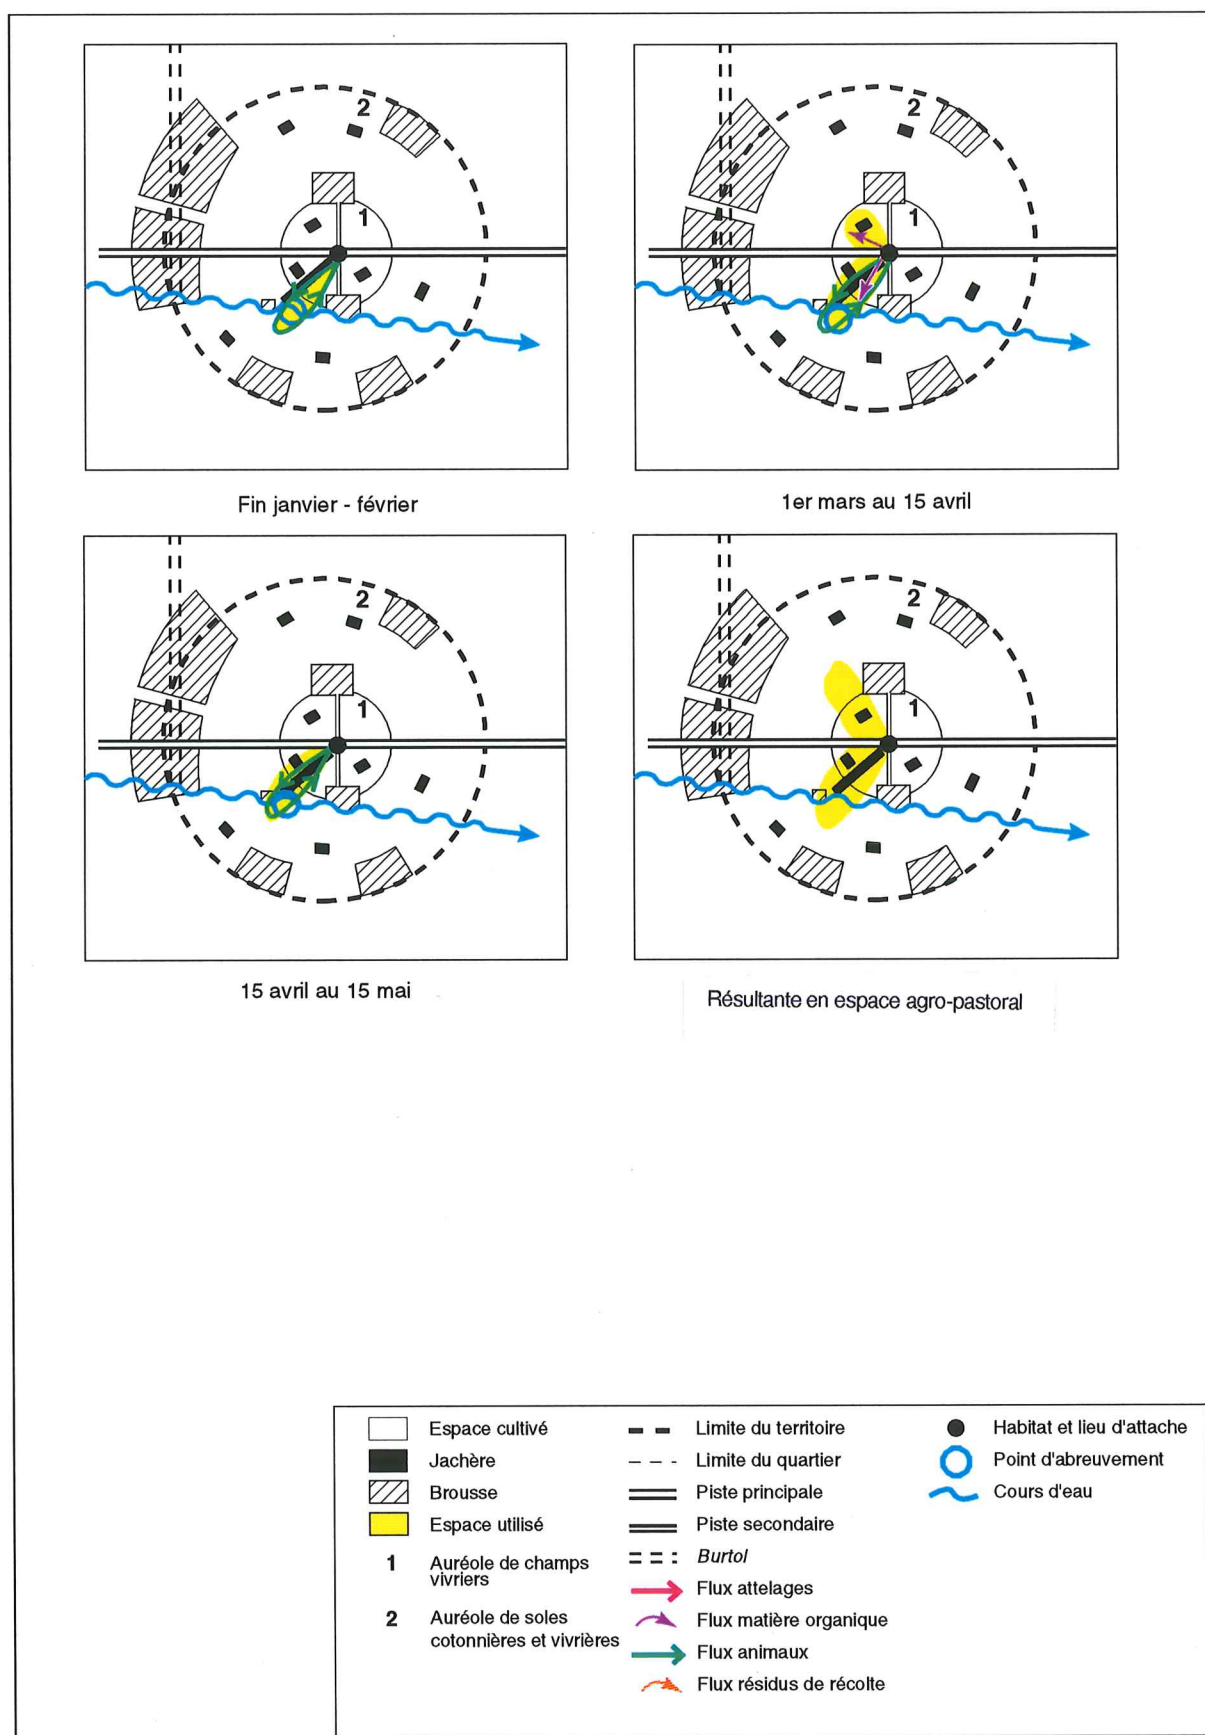 2
1
Fin janvier - février
2
1
1er mars au 15 avril
2
1
15 avril au 15 mai
2
1
Résultante en espace agro-pastoral
Espace cultivé
Jachère
Brousse
Espace utilisé
1 Auréole de champs
vivriers
2 Auréole de soles
cotonnières et vivrières
Limite du territoire
Limite du quartier
Piste principale
Piste secondaire
Burtol
Flux attelages
Flux matière organique
Flux animaux
Flux résidus de récolte
Habitat et lieu d'attache
Point d'abreuvement
Cours d'eau